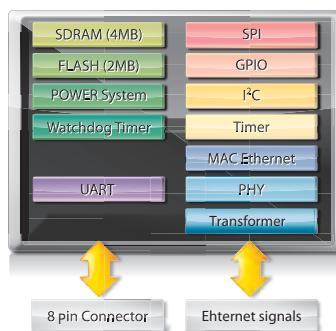 SDRAM (4MB)
SPI
FLASH (2MB)
GPIO
POWER System
I²C
Watchdog Timer
Timer
MAC Ethernet
UART
PHY
Transformer
8 pin Connector
Ehternet signals